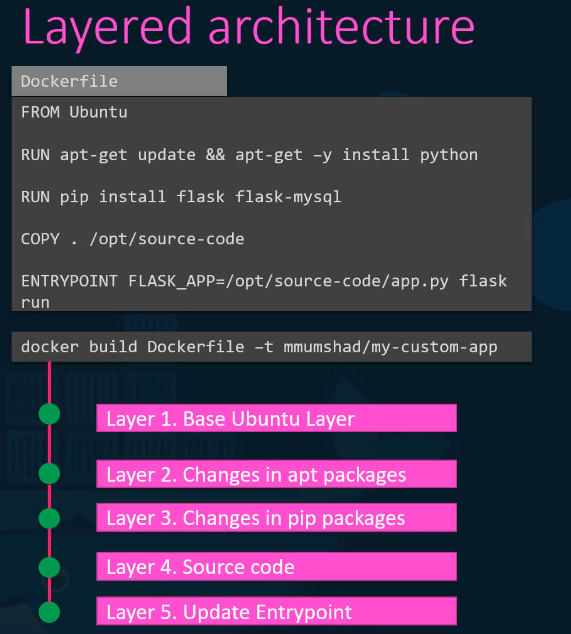 Layered architecture
Dockerfile
FROM Ubuntu
RUN apt-get update && apt-get –y install python
RUN pip install flask flask-mysql
COPY . /opt/source-code
ENTRYPOINT FLASK_APP=/opt/source-code/app.py flask
run
docker build Dockerfile –t mmumshad/my-custom-app
Layer 1. Base Ubuntu Layer
Layer 2. Changes in apt packages
Layer 3. Changes in pip packages
Layer 4. Source code
Layer 5. Update Entrypoint